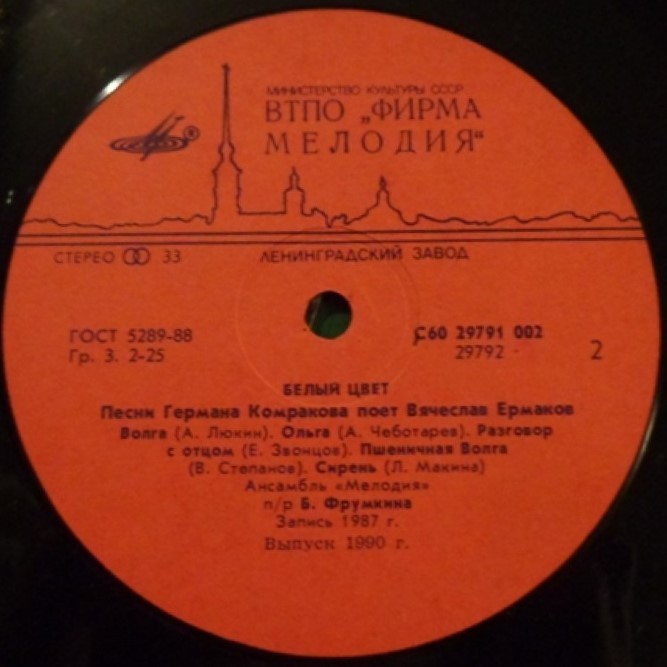 МИНИСТЕРСТВО КУЛЬТУРЫ СССР
ВТПО „ФИРМА
МЕЛОДИЯ“
®
СТЕРЕО 33
ЛЕНИНГРАДСКИЙ ЗАВОД
ГОСТ 5289-88
Гр. 3. 2-25
С60 29791 002
29792
2
БЕЛЫЙ ЦВЕТ
Песни Германа Комракова поет Вячеслав Ермаков
Волга (А. Люкин). Ольга (А. Чеботарев). Разговор
с отцом (Е. Звонцов). Пшеничная Волга
(В. Степанов). Сирень (Л. Макина)
Ансамбль «Мелодия»
п/р Б. Фрумкина
Запись 1987 г.
Выпуск 1990 г.